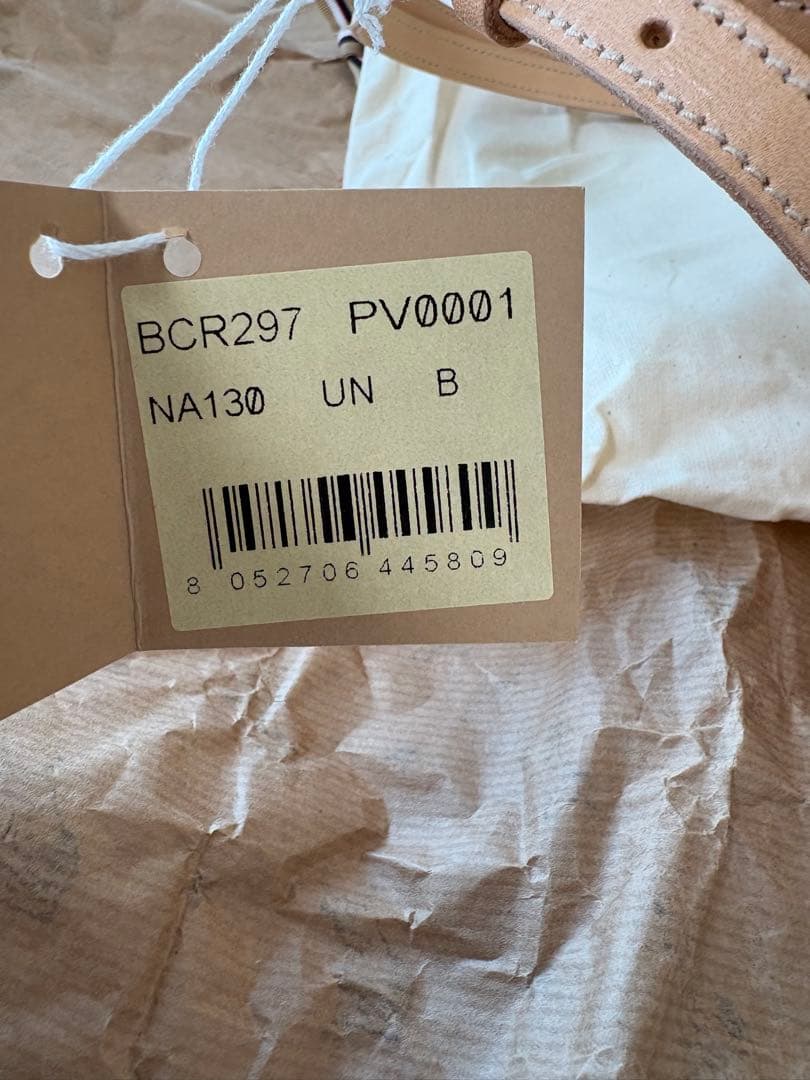 BCR297 PV0001
NA130 UN B
8 052706 445809